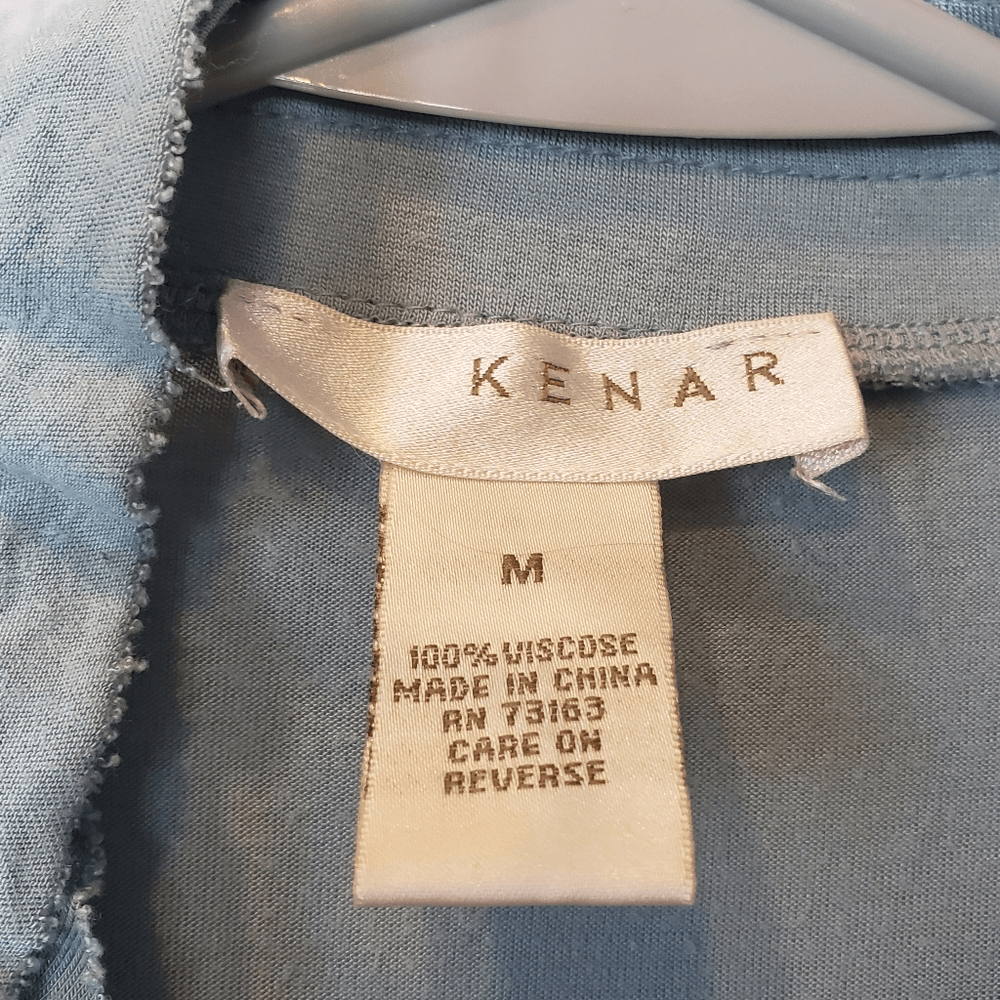 KENAR
M
100% VISCOSE
MADE IN CHINA
RN 73163
CARE ON
REVERSE